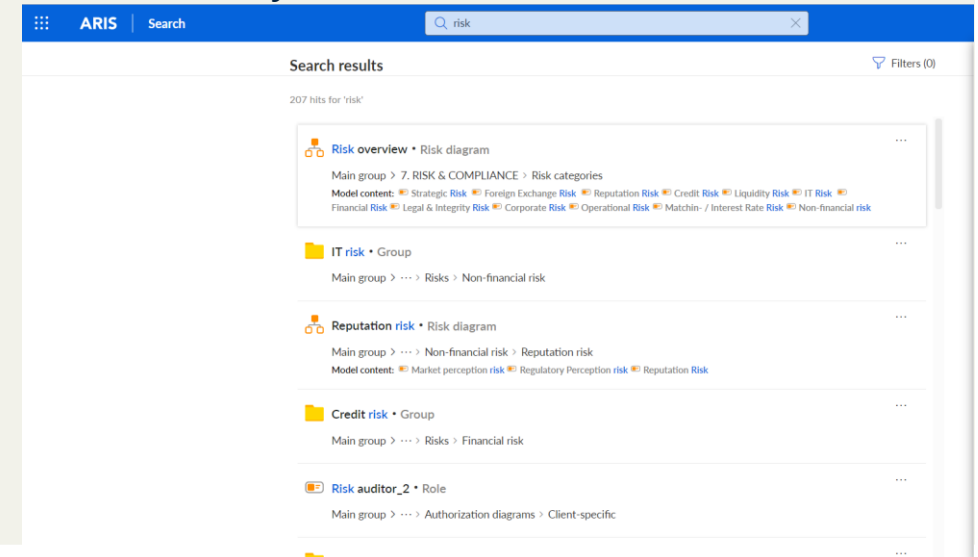 ARIS Search risk
Search results Filters (0)
207 hits for 'risk'
Risk overview • Risk diagram
Main group > 7. RISK & COMPLIANCE > Risk categories
Model content: Strategic Risk Foreign Exchange Risk Reputation Risk Credit Risk Liquidity Risk IT Risk
Financial Risk Legal & Integrity Risk Corporate Risk Operational Risk Matchin- / Interest Rate Risk Non-financial risk
IT risk • Group
Main group > ··· > Risks > Non-financial risk
Reputation risk • Risk diagram
Main group > ··· > Non-financial risk > Reputation risk
Model content: Market perception risk Regulatory Perception risk Reputation Risk
Credit risk • Group
Main group > ··· > Risks > Financial risk
Risk auditor_2 • Role
Main group > ··· > Authorization diagrams > Client-specific